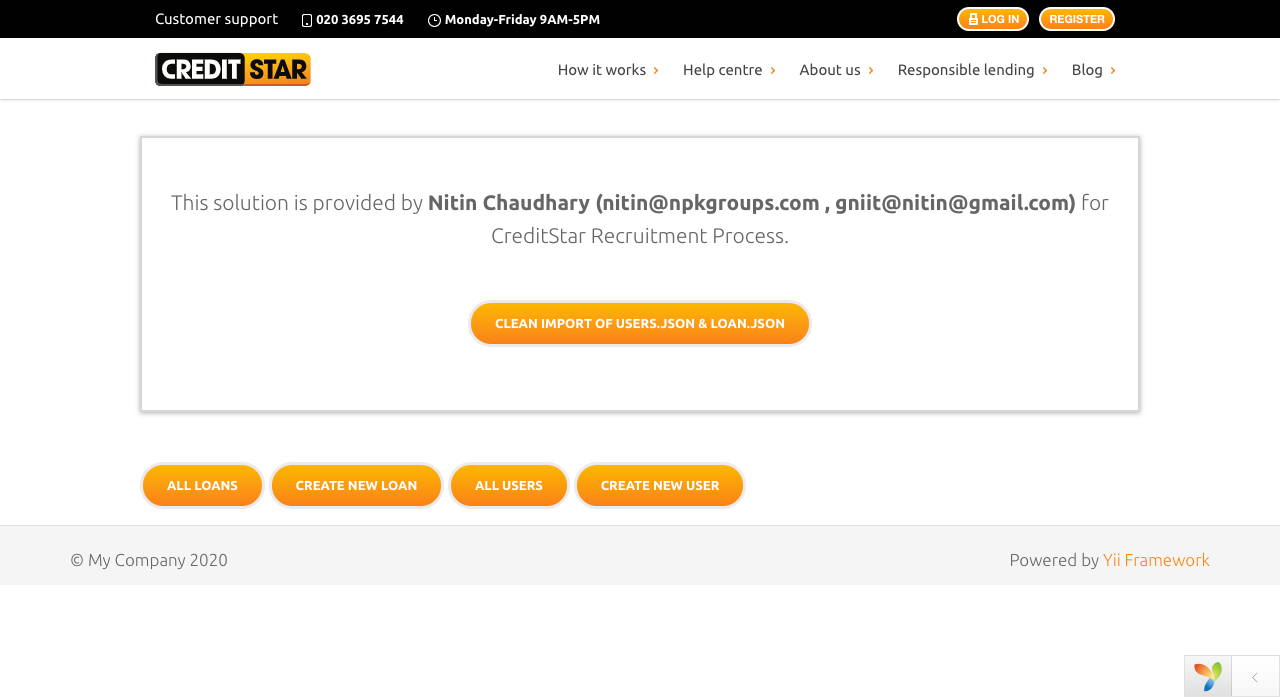 Customer support 020 3695 7544 Monday-Friday 9AM-5PM LOG IN REGISTER
CREDIT STAR How it works Help centre About us Responsible lending Blog
This solution is provided by Nitin Chaudhary (nitin@npkgroups.com , gniit@nitin@gmail.com) for
CreditStar Recruitment Process.
CLEAN IMPORT OF USERS.JSON & LOAN.JSON
ALL LOANS CREATE NEW LOAN ALL USERS CREATE NEW USER
© My Company 2020 Powered by Yii Framework